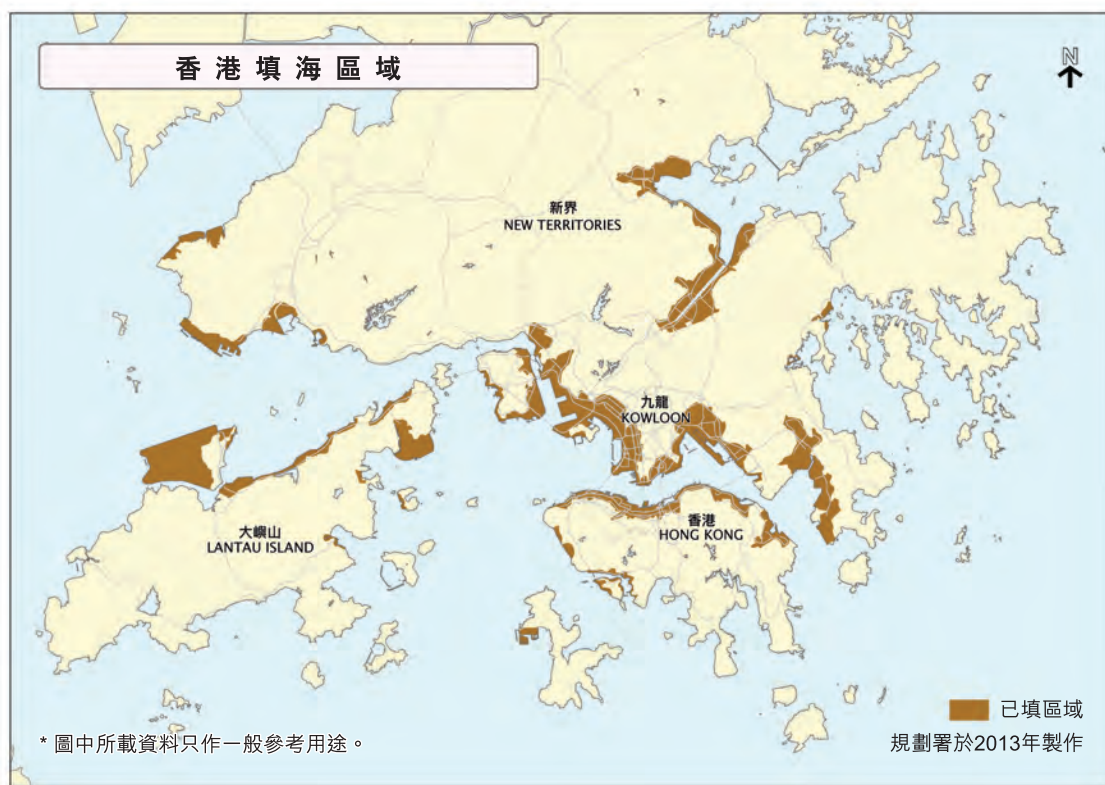 香港填海區域
N
新界
NEW TERRITORIES
九龍
KOWLOON
大嶼山
LANTAU ISLAND
香港
HONG KONG
已填區域
* 圖中所載資料只作一般參考用途。
規劃署於2013年製作